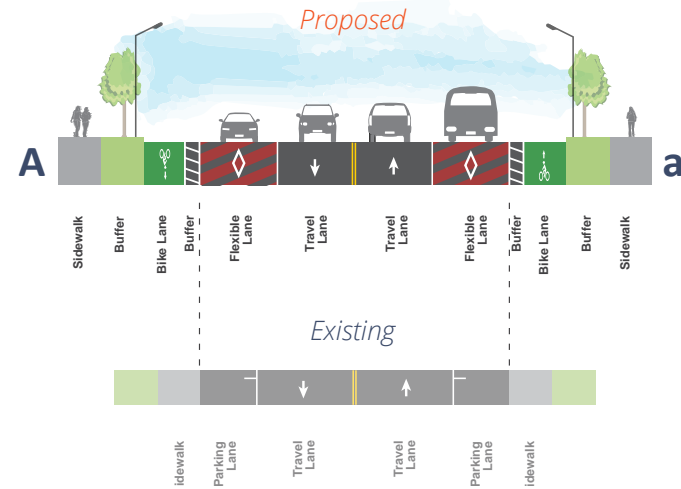 Proposed
A
a
Sidewalk
Buffer
Bike Lane
Buffer
Flexible
Lane
Travel
Lane
Travel
Lane
Flexible
Lane
Buffer
Bike Lane
Buffer
Sidewalk
Existing
idewalk
Parking
Lane
Travel
Lane
Travel
Lane
Parking
Lane
idewalk